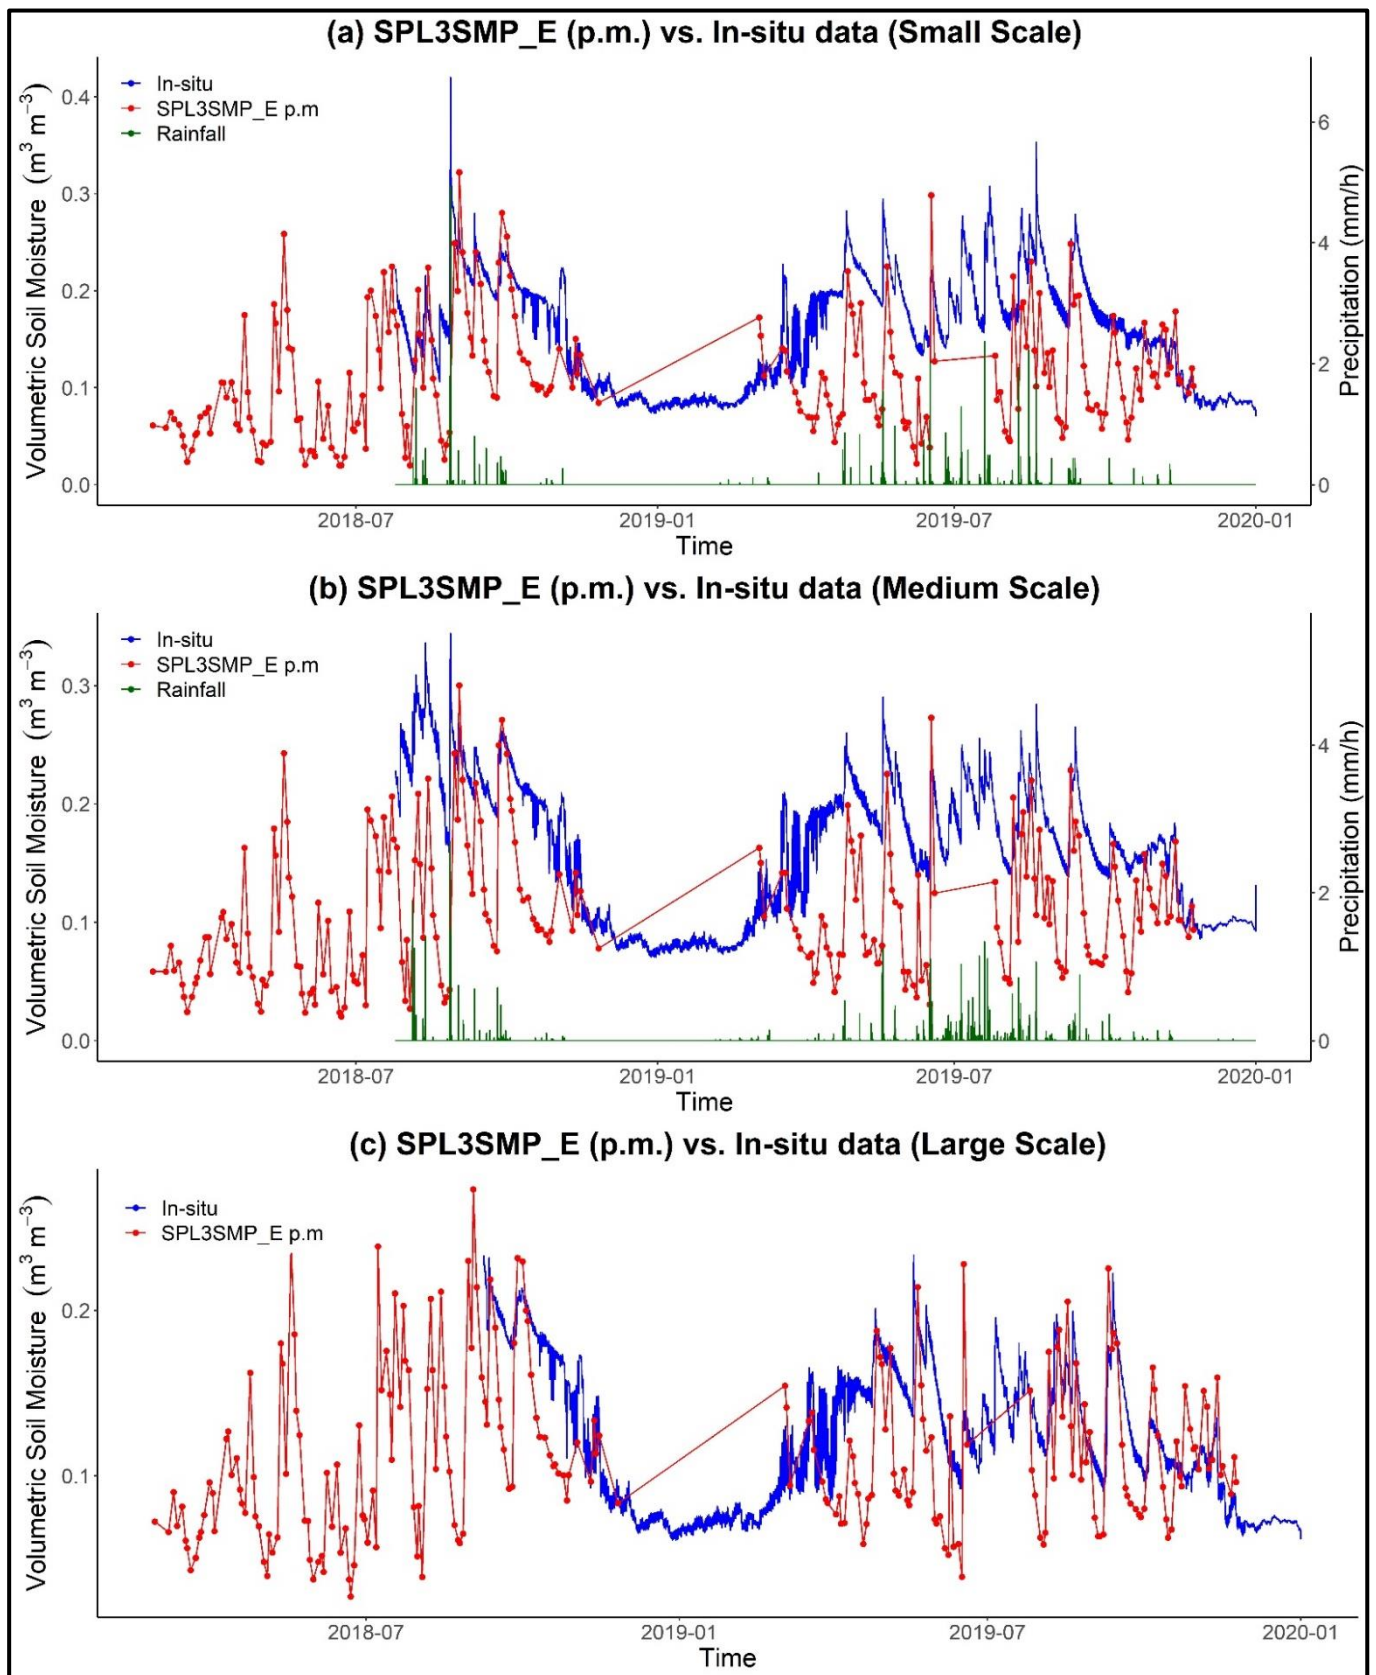 (a) SPL3SMP_E (p.m.) vs. In-situ data (Small Scale)
In-situ
SPL3SMP_E p.m
Rainfall
Volumetric Soil Moisture (m³ m⁻³)
0.4
0.3
0.2
0.1
0.0
6
4
2
0
Precipitation (mm/h)
2018-07
2019-01
2019-07
2020-01
Time
(b) SPL3SMP_E (p.m.) vs. In-situ data (Medium Scale)
In-situ
SPL3SMP_E p.m
Rainfall
Volumetric Soil Moisture (m³ m⁻³)
0.3
0.2
0.1
0.0
4
2
0
Precipitation (mm/h)
2018-07
2019-01
2019-07
2020-01
Time
(c) SPL3SMP_E (p.m.) vs. In-situ data (Large Scale)
In-situ
SPL3SMP_E p.m
Volumetric Soil Moisture (m³ m⁻³)
0.2
0.1
2018-07
2019-01
2019-07
2020-01
Time